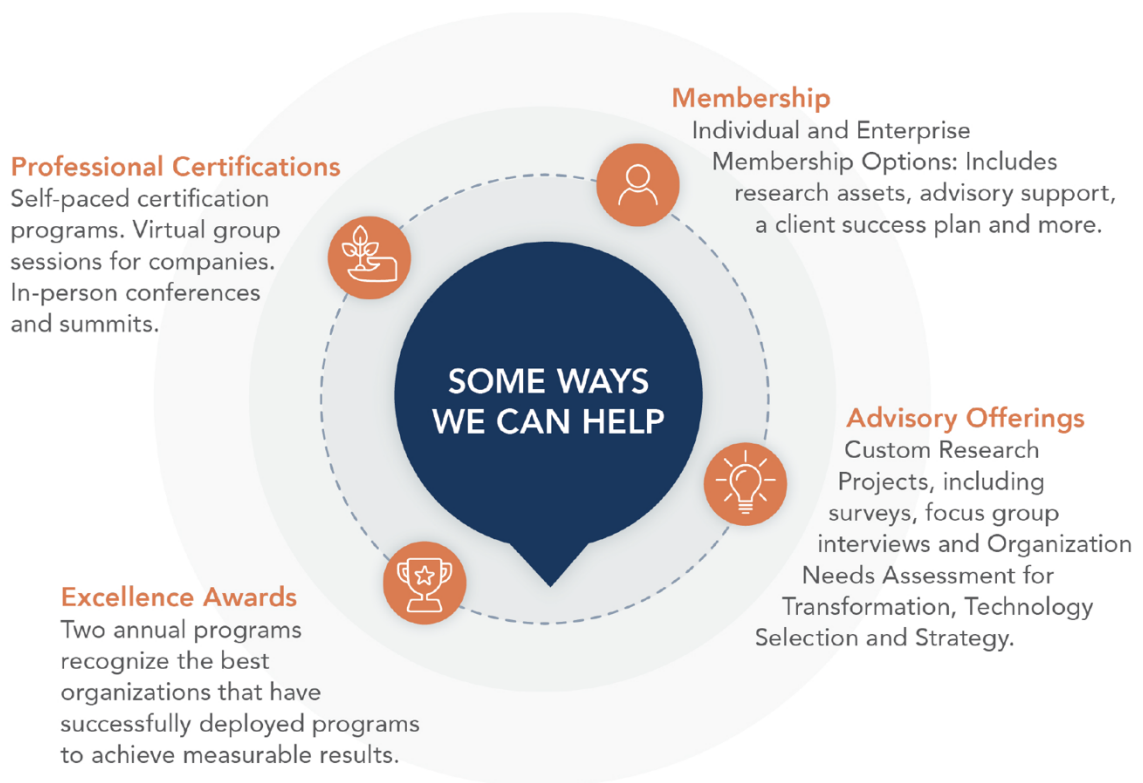 SOME WAYS
WE CAN HELP
Professional Certifications
Self-paced certification
programs. Virtual group
sessions for companies.
In-person conferences
and summits.
Membership
Individual and Enterprise
Membership Options: Includes
research assets, advisory support,
a client success plan and more.
Advisory Offerings
Custom Research
Projects, including
surveys, focus group
interviews and Organization
Needs Assessment for
Transformation, Technology
Selection and Strategy.
Excellence Awards
Two annual programs
recognize the best
organizations that have
successfully deployed programs
to achieve measurable results.